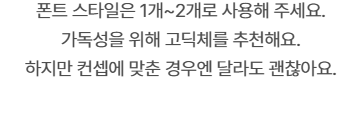 폰트 스타일은 1개~2개로 사용해 주세요.
가독성을 위해 고딕체를 추천해요.
하지만 컨셉에 맞춘 경우엔 달라도 괜찮아요.